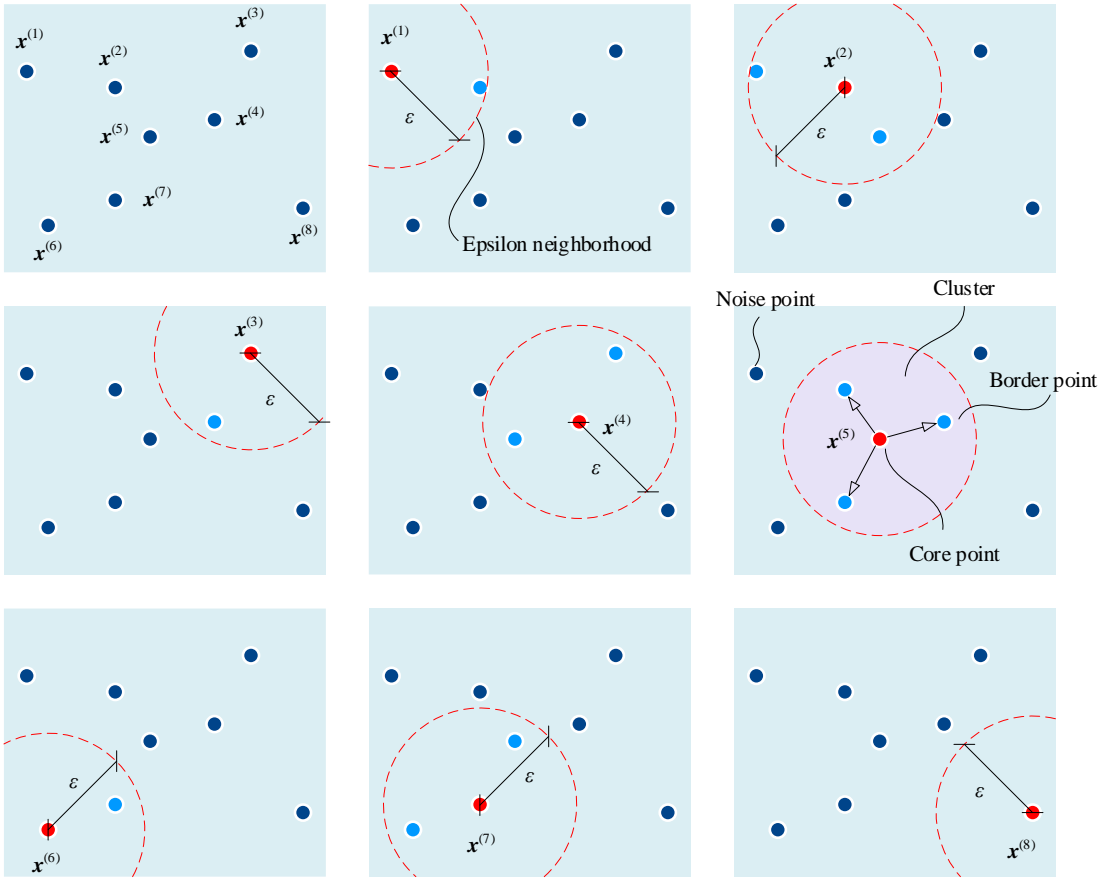 x(1)
x(2)
x(3)
x(4)
x(5)
x(6)
x(7)
x(8)
x(1)
ε
Epsilon neighborhood
x(2)
ε
x(3)
ε
x(4)
ε
Noise point
Cluster
Border point
x(5)
Core point
x(6)
ε
x(7)
ε
x(8)
ε